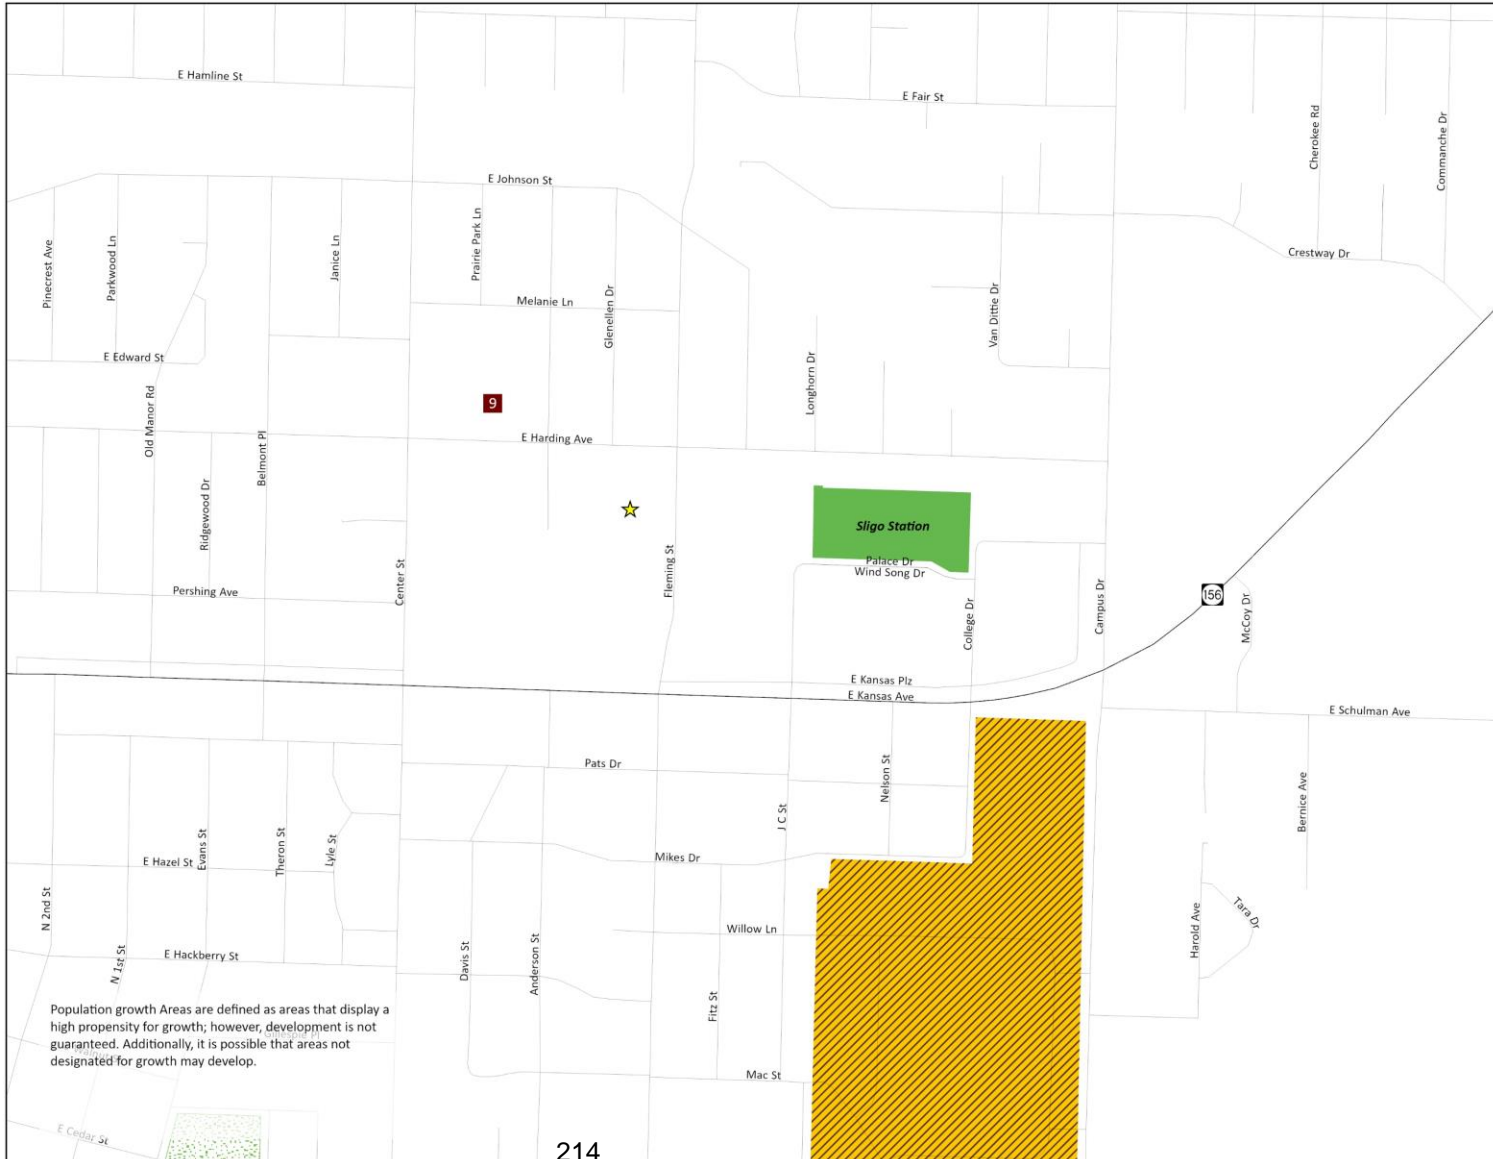 E Hamline St
E Fair St
Cherokee Rd
Commanche Dr
E Johnson St
Pinecrest Ave
Parkwood Ln
Janice Ln
Prairie Park Ln
Crestway Dr
Melanie Ln
Glenellen Dr
Van Dittie Dr
E Edward St
Longhorn Dr
Old Manor Rd
9
Belmont Pl
E Harding Ave
Ridgewood Dr
Sligo Station
Center St
Fleming St
Palace Dr
Wind Song Dr
Pershing Ave
College Dr
Campus Dr
156
McCoy Dr
E Kansas Plz
E Kansas Ave
E Schulman Ave
Pats Dr
Nelson St
Bernice Ave
J C St
Evans St
Theron St
Lyle St
E Hazel St
Mikes Dr
N 2nd St
Tara Dr
Willow Ln
Harold Ave
N 1st St
E Hackberry St
Davis St
Anderson St
Fitz St
Population growth Areas are defined as areas that display a
high propensity for growth; however, development is not
guaranteed. Additionally, it is possible that areas not
designated for growth may develop.
Gillespie Pl
Mac St
E Cedar St
214